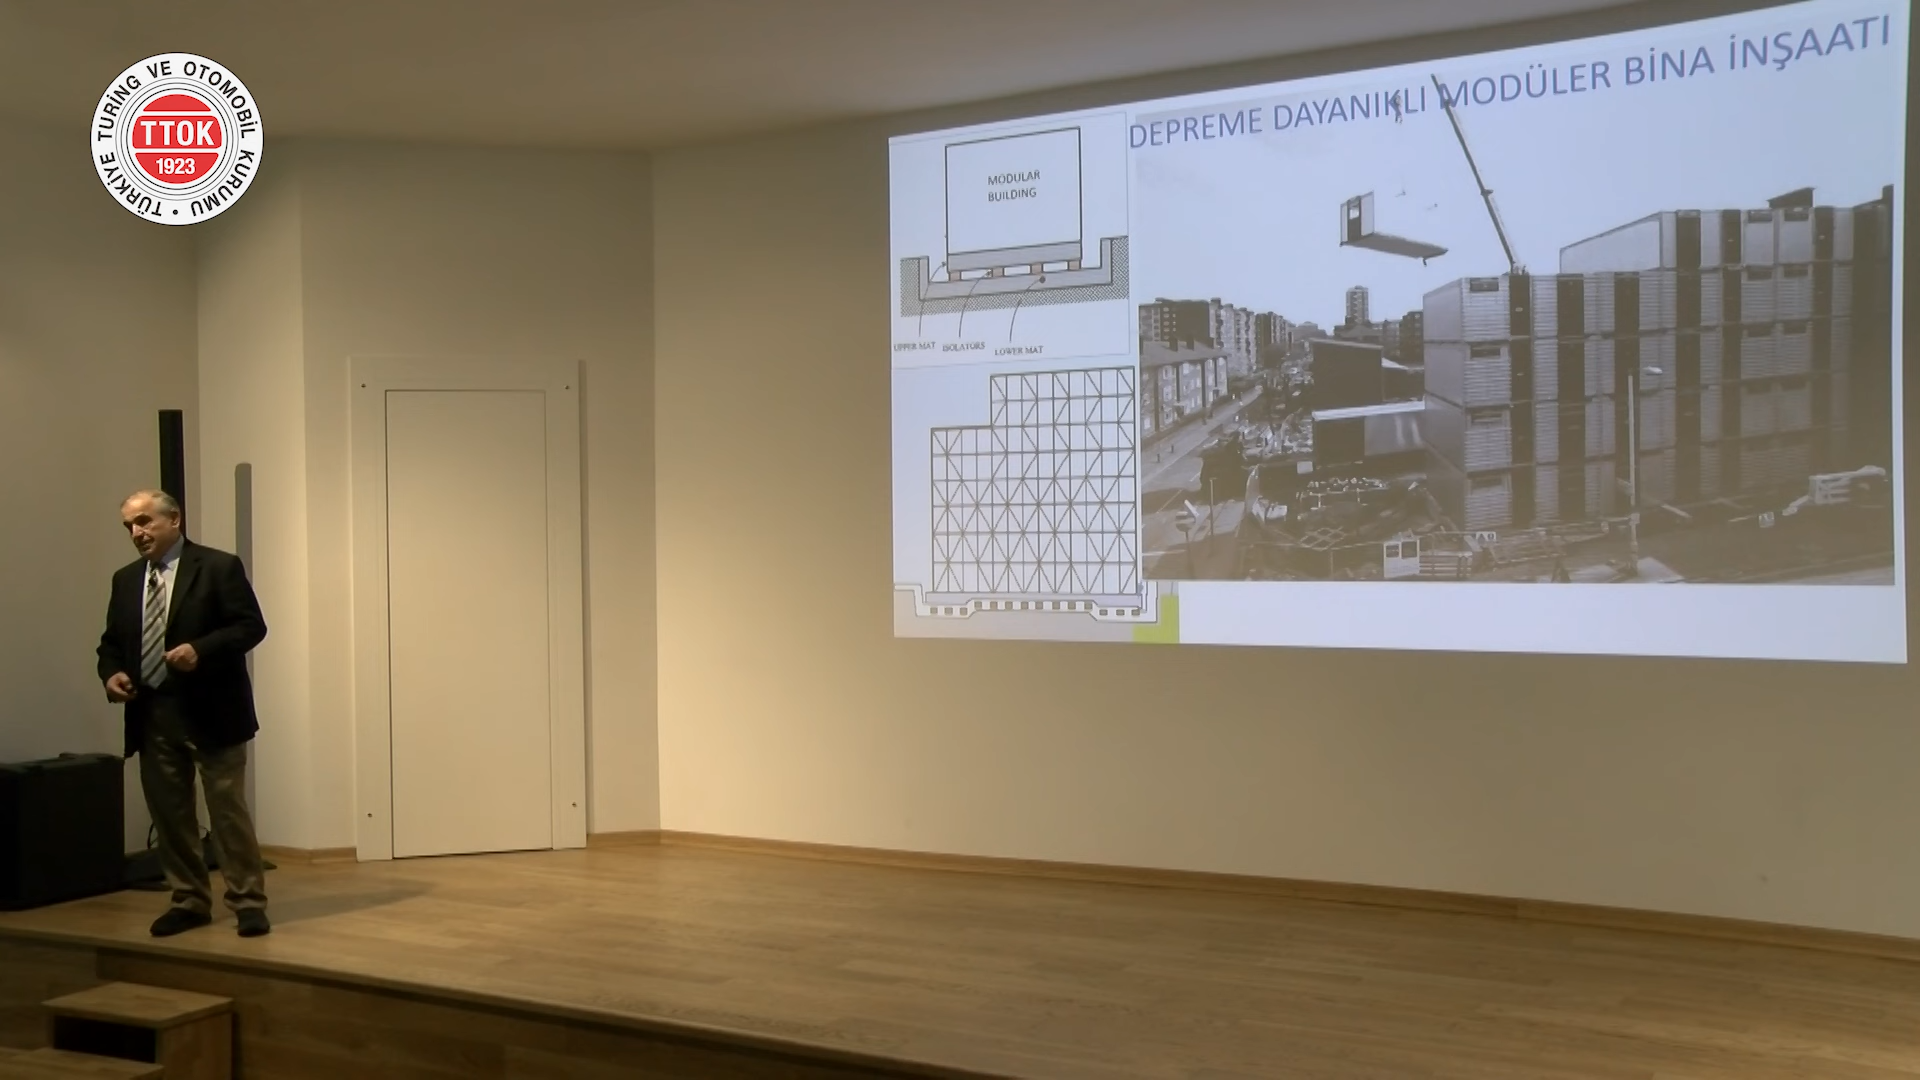 TÜRKİYE TURİNG VE OTOMOBİL KURUMU
TTOK
1923
DEPREME DAYANIKLI MODÜLER BİNA İNŞAATI
MODULAR
BUILDING
UPPER MAT
ISOLATORS
LOWER MAT